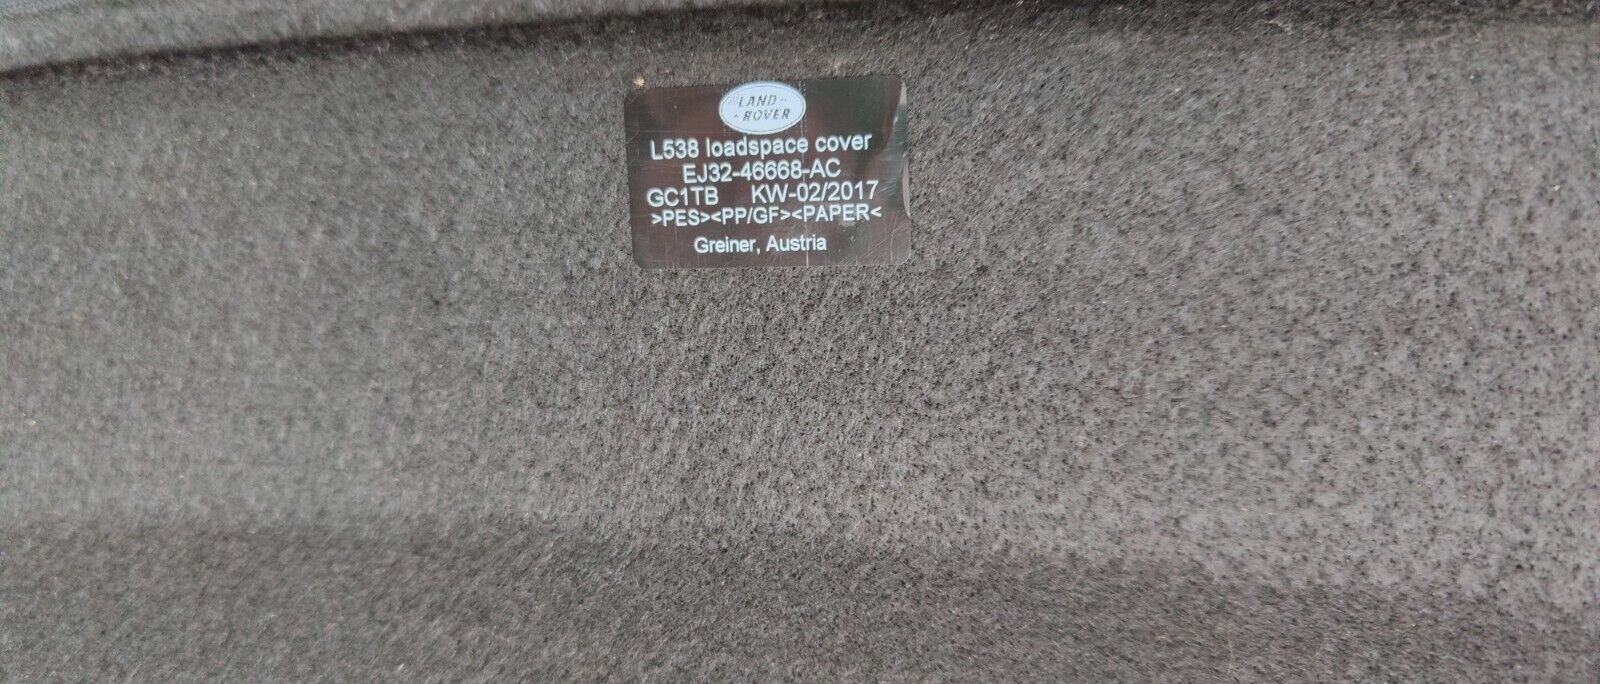 LAND
ROVER
L538 loadspace cover
EJ32-46668-AC
GC1TB KW-02/2017
>PES><PP/GF><PAPER<
Greiner, Austria